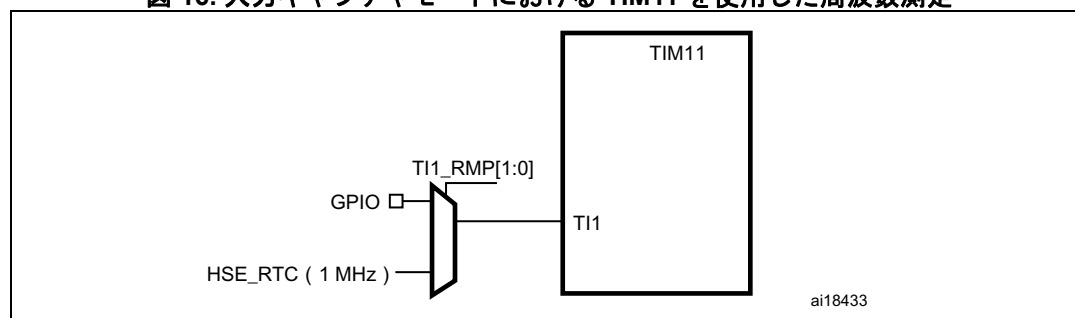 TIM11
TI1_RMP[1:0]
GPIO
TI1
HSE_RTC ( 1 MHz )
ai18433